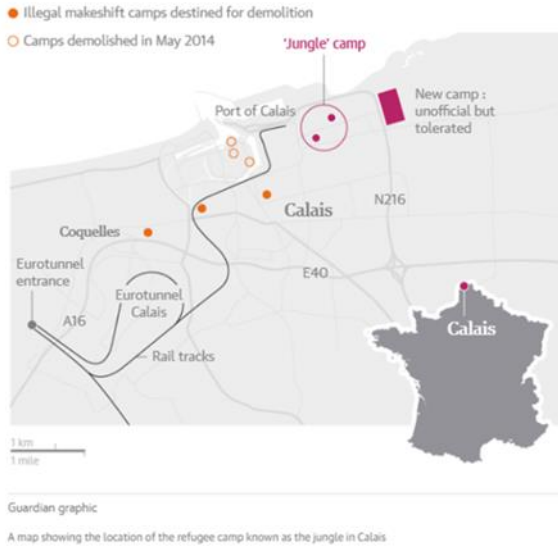 Illegal makeshift camps destined for demolition
Camps demolished in May 2014
'Jungle' camp
Port of Calais
New camp :
unofficial but
tolerated
N216
Calais
Coquelles
E40
Eurotunnel
entrance
Eurotunnel
Calais
A16
Rail tracks
Calais
1 km
1 mile
Guardian graphic
A map showing the location of the refugee camp known as the jungle in Calais